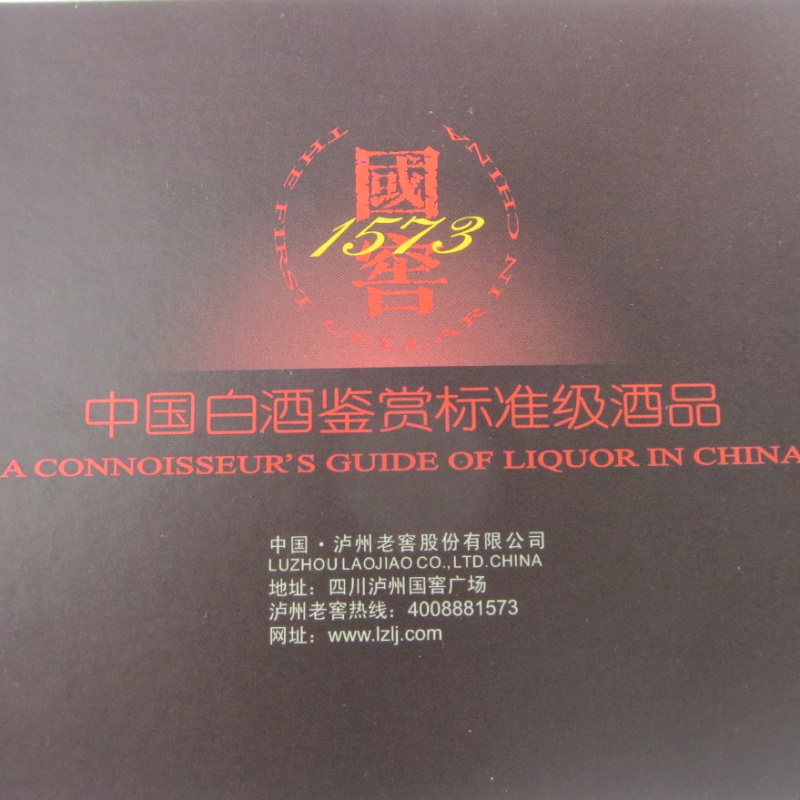 國窖
1573
THE FIRST CELLAR IN CHINA
中国白酒鉴赏标准级酒品
A CONNOISSEUR'S GUIDE OF LIQUOR IN CHINA
中国·泸州老窖股份有限公司
LUZHOU LAOJIAO CO.,LTD.CHINA
地址：四川泸州国窖广场
泸州老窖热线：4008881573
网址：www.lzlj.com